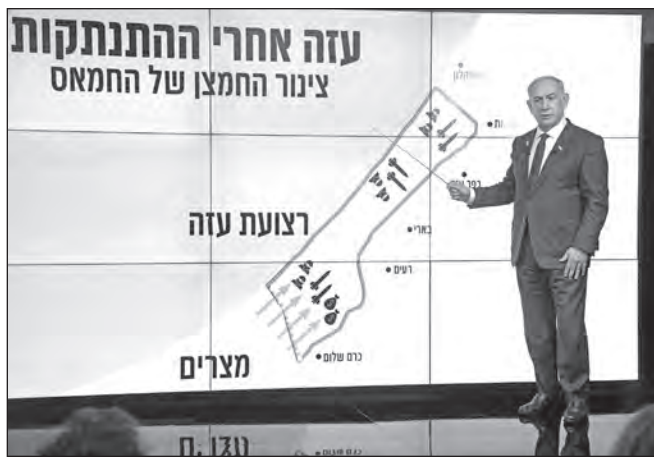 עזה אחרי ההתנתקות
צינור החמצן של החמאס
רצועת עזה
בארי
רעים
כרם שלום
מצרים